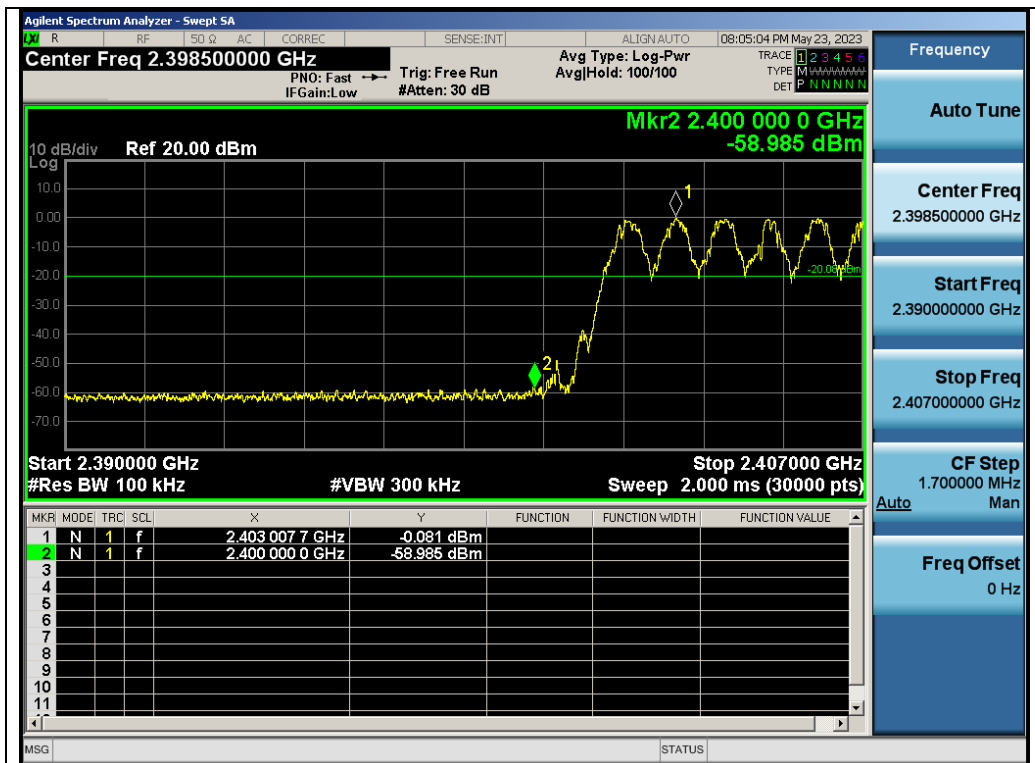 Agilent Spectrum Analyzer - Swept SA
LXI R RF 50 Ω AC CORREC SENSE:INT ALIGN AUTO 08:05:04 PM May 23, 2023
Center Freq 2.398500000 GHz
PNO: Fast
IFGain:Low
Trig: Free Run
#Atten: 30 dB
Avg Type: Log-Pwr
Avg|Hold: 100/100
TRACE 1 2 3 4 5 6
TYPE M WWWWW
DET P N N N N N
Mkr2 2.400 000 0 GHz
-58.985 dBm
10 dB/div Ref 20.00 dBm
Log
10.0
0.00
-10.0
-20.0
-30.0
-40.0
-50.0
-60.0
-70.0
1
2
-20.08 dBm
Start 2.390000 GHz Stop 2.407000 GHz
#Res BW 100 kHz #VBW 300 kHz Sweep 2.000 ms (30000 pts)
MKR MODE TRC SCL X Y FUNCTION FUNCTION WIDTH FUNCTION VALUE
1 N 1 f 2.403 007 7 GHz -0.081 dBm
2 N 1 f 2.400 000 0 GHz -58.985 dBm
3
4
5
6
7
8
9
10
11
MSG STATUS
Frequency
Auto Tune
Center Freq
2.398500000 GHz
Start Freq
2.390000000 GHz
Stop Freq
2.407000000 GHz
CF Step
1.700000 MHz
Auto Man
Freq Offset
0 Hz